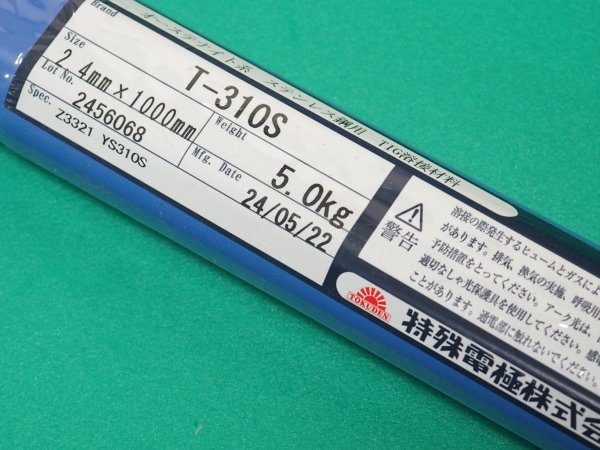 オーステナイト系 ステンレス鋼用 TIG溶接材料
Brand
T-310S
Size
2.4mm×1000mm
Weight
5.0kg
Lot No.
2456068
Mfg. Date
24/05/22
Spec.
Z3321 YS310S
警告
溶接の際発生するヒュームとガスによ
があります。排気、換気の実施、呼吸用
予防措置をとってください。アーク光は、
適切なしゃ光保護具を使用してください。感
ことがあります。通電部に触れないでください。
TOKUDEN
特殊電極株式会